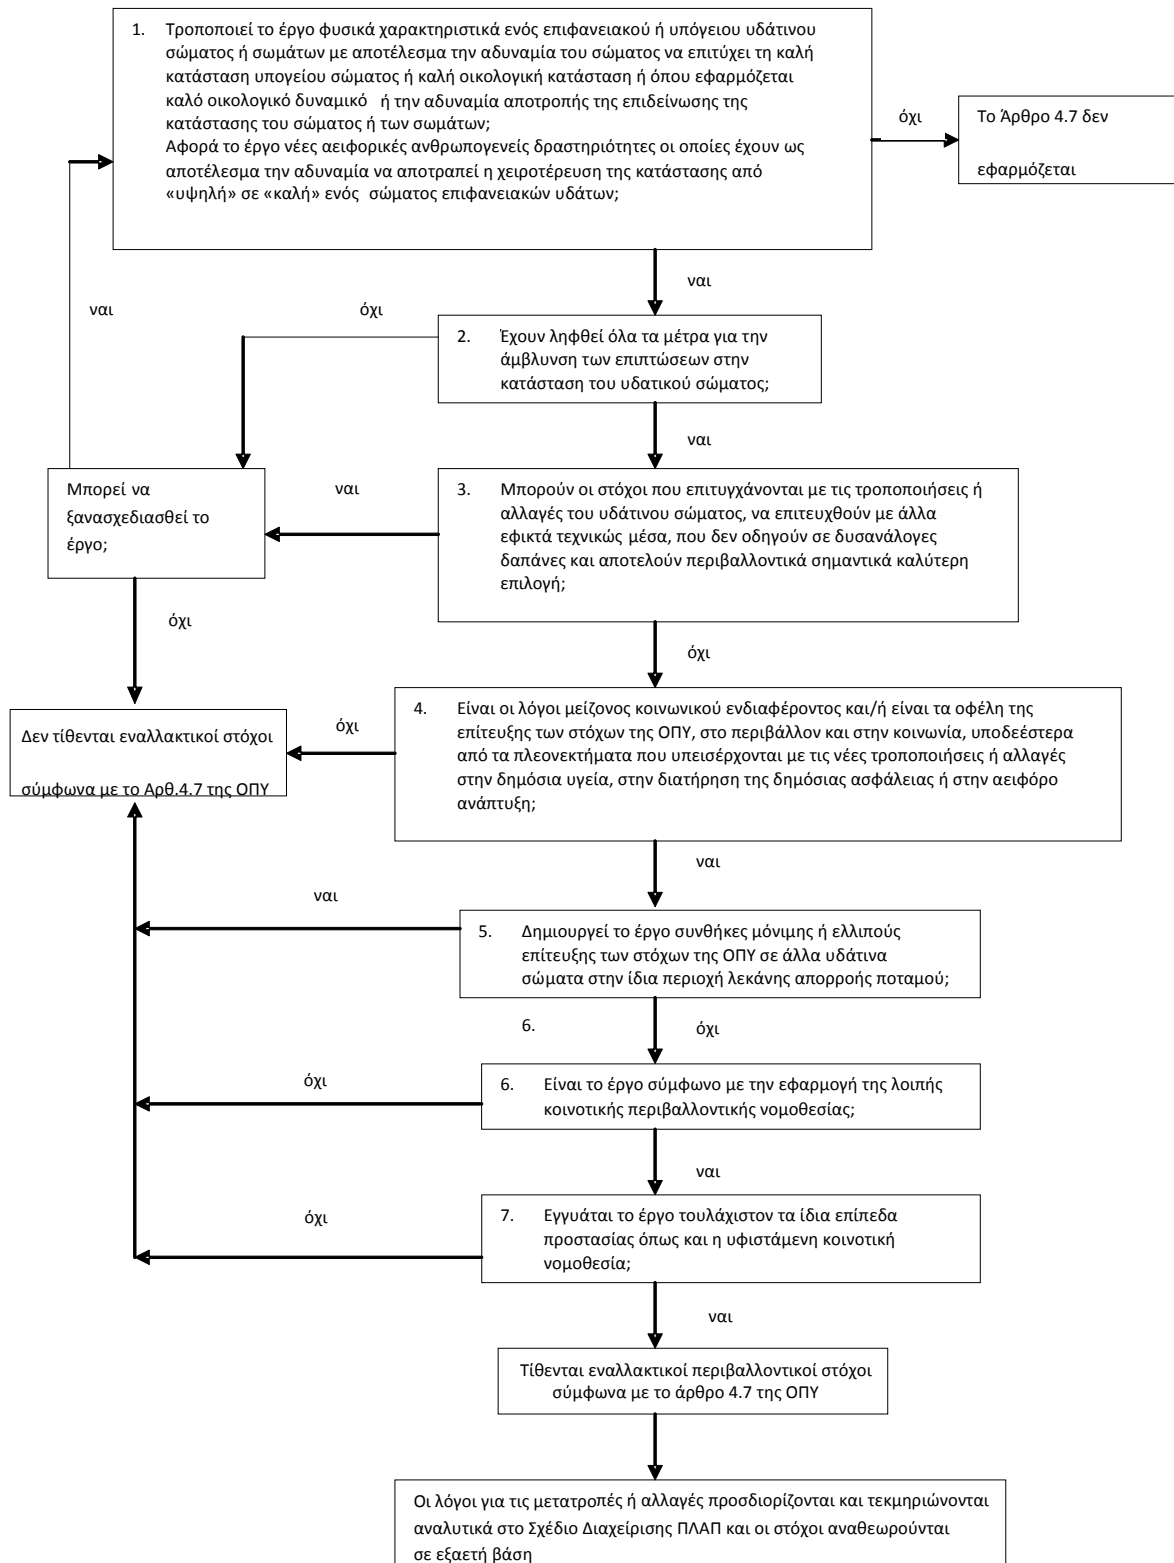 1. Τροποποιεί το έργο φυσικά χαρακτηριστικά ενός επιφανειακού ή υπόγειου υδάτινου
σώματος ή σωμάτων με αποτέλεσμα την αδυναμία του σώματος να επιτύχει τη καλή
κατάσταση υπογείου σώματος ή καλή οικολογική κατάσταση ή όπου εφαρμόζεται
καλό οικολογικό δυναμικό ή την αδυναμία αποτροπής της επιδείνωσης της
κατάστασης του σώματος ή των σωμάτων;
Αφορά το έργο νέες αειφορικές ανθρωπογενείς δραστηριότητες οι οποίες έχουν ως
αποτέλεσμα την αδυναμία να αποτραπεί η χειροτέρευση της κατάστασης από
«υψηλή» σε «καλή» ενός σώματος επιφανειακών υδάτων;
όχι
Το Άρθρο 4.7 δεν
εφαρμόζεται
ναι
ναι
όχι
2. Έχουν ληφθεί όλα τα μέτρα για την
άμβλυνση των επιπτώσεων στην
κατάσταση του υδατικού σώματος;
ναι
Μπορεί να
ξανασχεδιασθεί το
έργο;
ναι
3. Μπορούν οι στόχοι που επιτυγχάνονται με τις τροποποιήσεις ή
αλλαγές του υδάτινου σώματος, να επιτευχθούν με άλλα
εφικτά τεχνικώς μέσα, που δεν οδηγούν σε δυσανάλογες
δαπάνες και αποτελούν περιβαλλοντικά σημαντικά καλύτερη
επιλογή;
όχι
όχι
Δεν τίθενται εναλλακτικοί στόχοι
σύμφωνα με το Αρθ.4.7 της ΟΠΥ
όχι
4. Είναι οι λόγοι μείζονος κοινωνικού ενδιαφέροντος και/ή είναι τα οφέλη της
επίτευξης των στόχων της ΟΠΥ, στο περιβάλλον και στην κοινωνία, υποδεέστερα
από τα πλεονεκτήματα που υπεισέρχονται με τις νέες τροποποιήσεις ή αλλαγές
στην δημόσια υγεία, στην διατήρηση της δημόσιας ασφάλειας ή στην αειφόρο
ανάπτυξη;
ναι
ναι
5. Δημιουργεί το έργο συνθήκες μόνιμης ή ελλιπούς
επίτευξης των στόχων της ΟΠΥ σε άλλα υδάτινα
σώματα στην ίδια περιοχή λεκάνης απορροής ποταμού;
6.
όχι
όχι
6. Είναι το έργο σύμφωνο με την εφαρμογή της λοιπής
κοινοτικής περιβαλλοντικής νομοθεσίας;
ναι
όχι
7. Εγγυάται το έργο τουλάχιστον τα ίδια επίπεδα
προστασίας όπως και η υφιστάμενη κοινοτική
νομοθεσία;
ναι
Τίθενται εναλλακτικοί περιβαλλοντικοί στόχοι
σύμφωνα με το άρθρο 4.7 της ΟΠΥ
Οι λόγοι για τις μετατροπές ή αλλαγές προσδιορίζονται και τεκμηριώνονται
αναλυτικά στο Σχέδιο Διαχείρισης ΠΛΑΠ και οι στόχοι αναθεωρούνται
σε εξαετή βάση